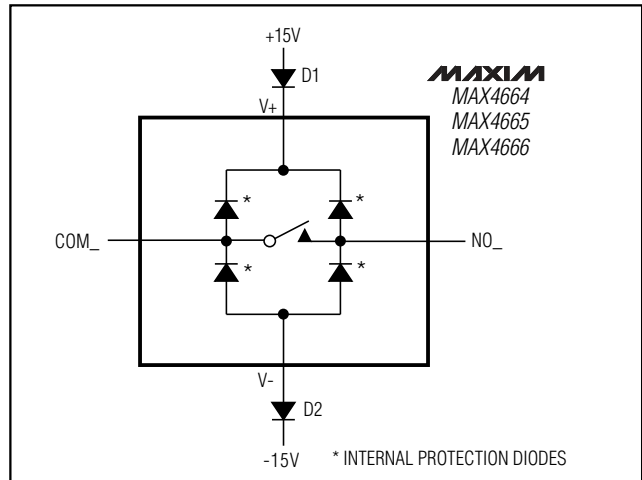 +15V
D1
MAXIM
V+
MAX4664
MAX4665
MAX4666
*
*
COM_
NO_
*
*
V-
D2
-15V
* INTERNAL PROTECTION DIODES